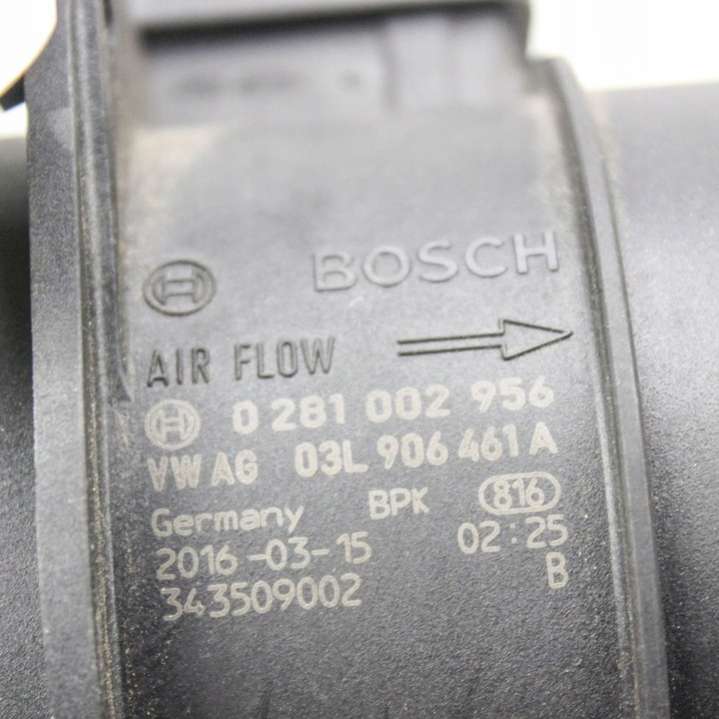 BOSCH
AIR FLOW
0 281 002 956
VW AG 03L 906 461 A
Germany BPK 816
2016-03-15 02:25
343509002 B